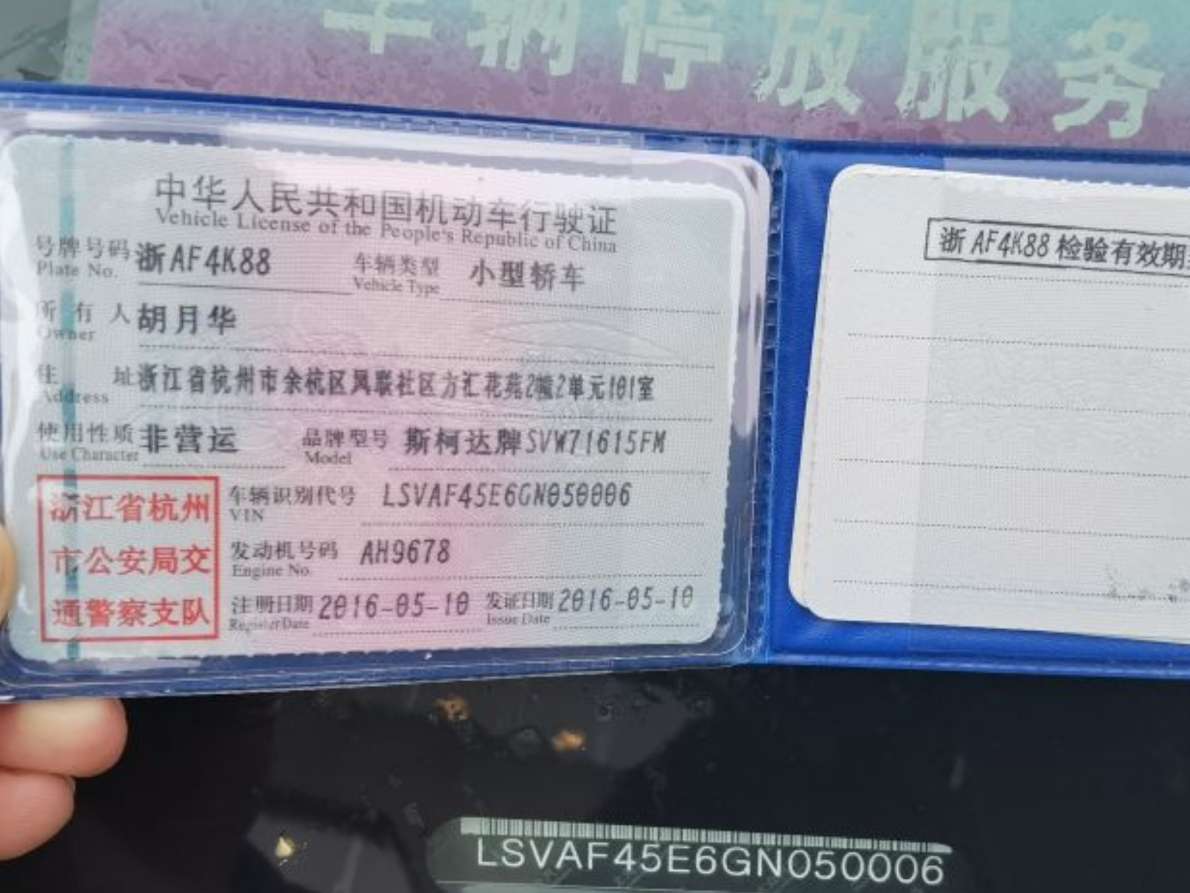 车辆停放服务
中华人民共和国机动车行驶证
Vehicle License of the People's Republic of China
号牌号码 浙AF4K88 车辆类型 小型轿车
Plate No. Vehicle Type
所有人 胡月华
Owner
住址 浙江省杭州市余杭区凤联社区方汇花苑2幢2单元101室
Address
使用性质 非营运 品牌型号 斯柯达牌SVW71615FM
Use Character Model
浙江省杭州
市公安局交
通警察支队
车辆识别代号 LSVAF45E6GN050006
VIN
发动机号码 AH9678
Engine No.
注册日期 2016-05-10 发证日期 2016-05-10
Register Date Issue Date
浙AF4K88检验有效期
LSVAF45E6GN050006